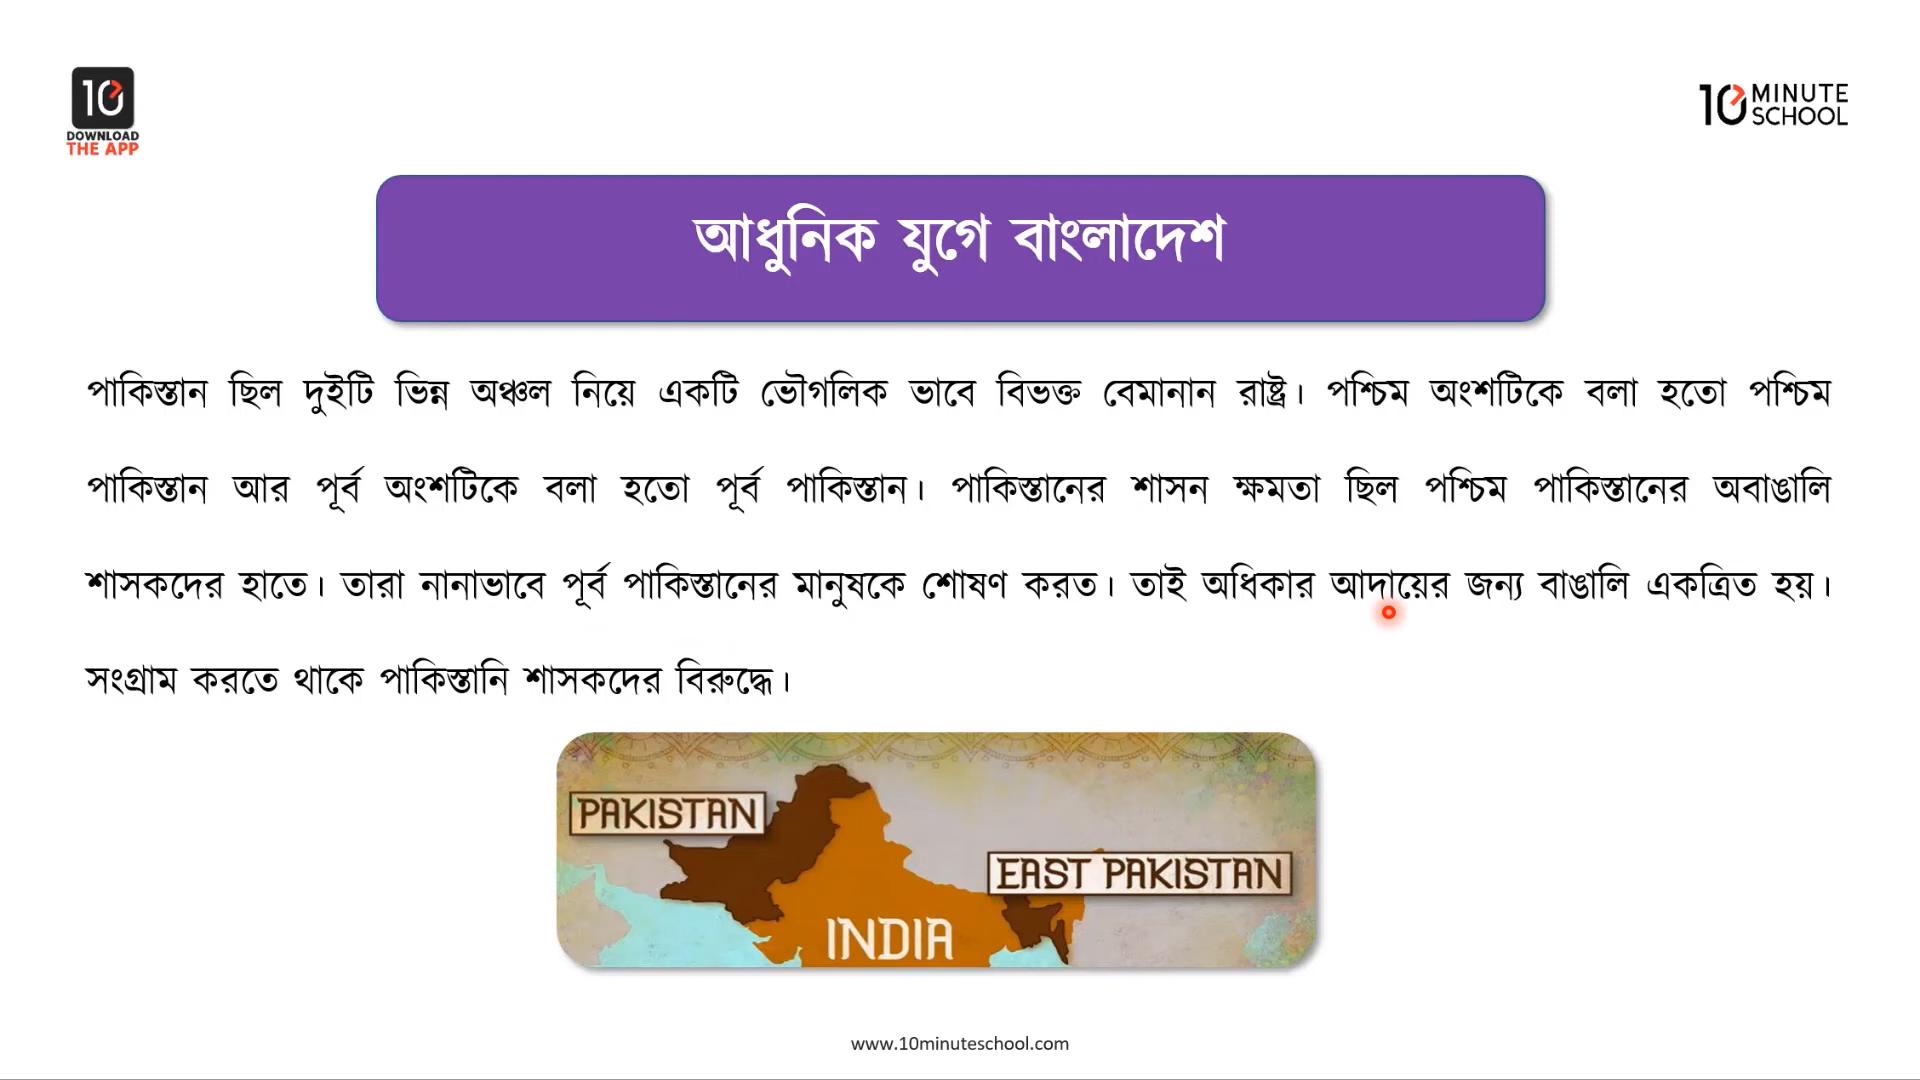 10
DOWNLOAD
THE APP
10 MINUTE
SCHOOL
আধুনিক যুগে বাংলাদেশ
পাকিস্তান ছিল দুইটি ভিন্ন অঞ্চল নিয়ে একটি ভৌগলিক ভাবে বিভক্ত বেমানান রাষ্ট্র। পশ্চিম অংশটিকে বলা হতো পশ্চিম
পাকিস্তান আর পূর্ব অংশটিকে বলা হতো পূর্ব পাকিস্তান। পাকিস্তানের শাসন ক্ষমতা ছিল পশ্চিম পাকিস্তানের অবাঙালি
শাসকদের হাতে। তারা নানাভাবে পূর্ব পাকিস্তানের মানুষকে শোষণ করত। তাই অধিকার আদায়ের জন্য বাঙালি একত্রিত হয়।
সংগ্রাম করতে থাকে পাকিস্তানি শাসকদের বিরুদ্ধে।
PAKISTAN
EAST PAKISTAN
INDIA
www.10minuteschool.com